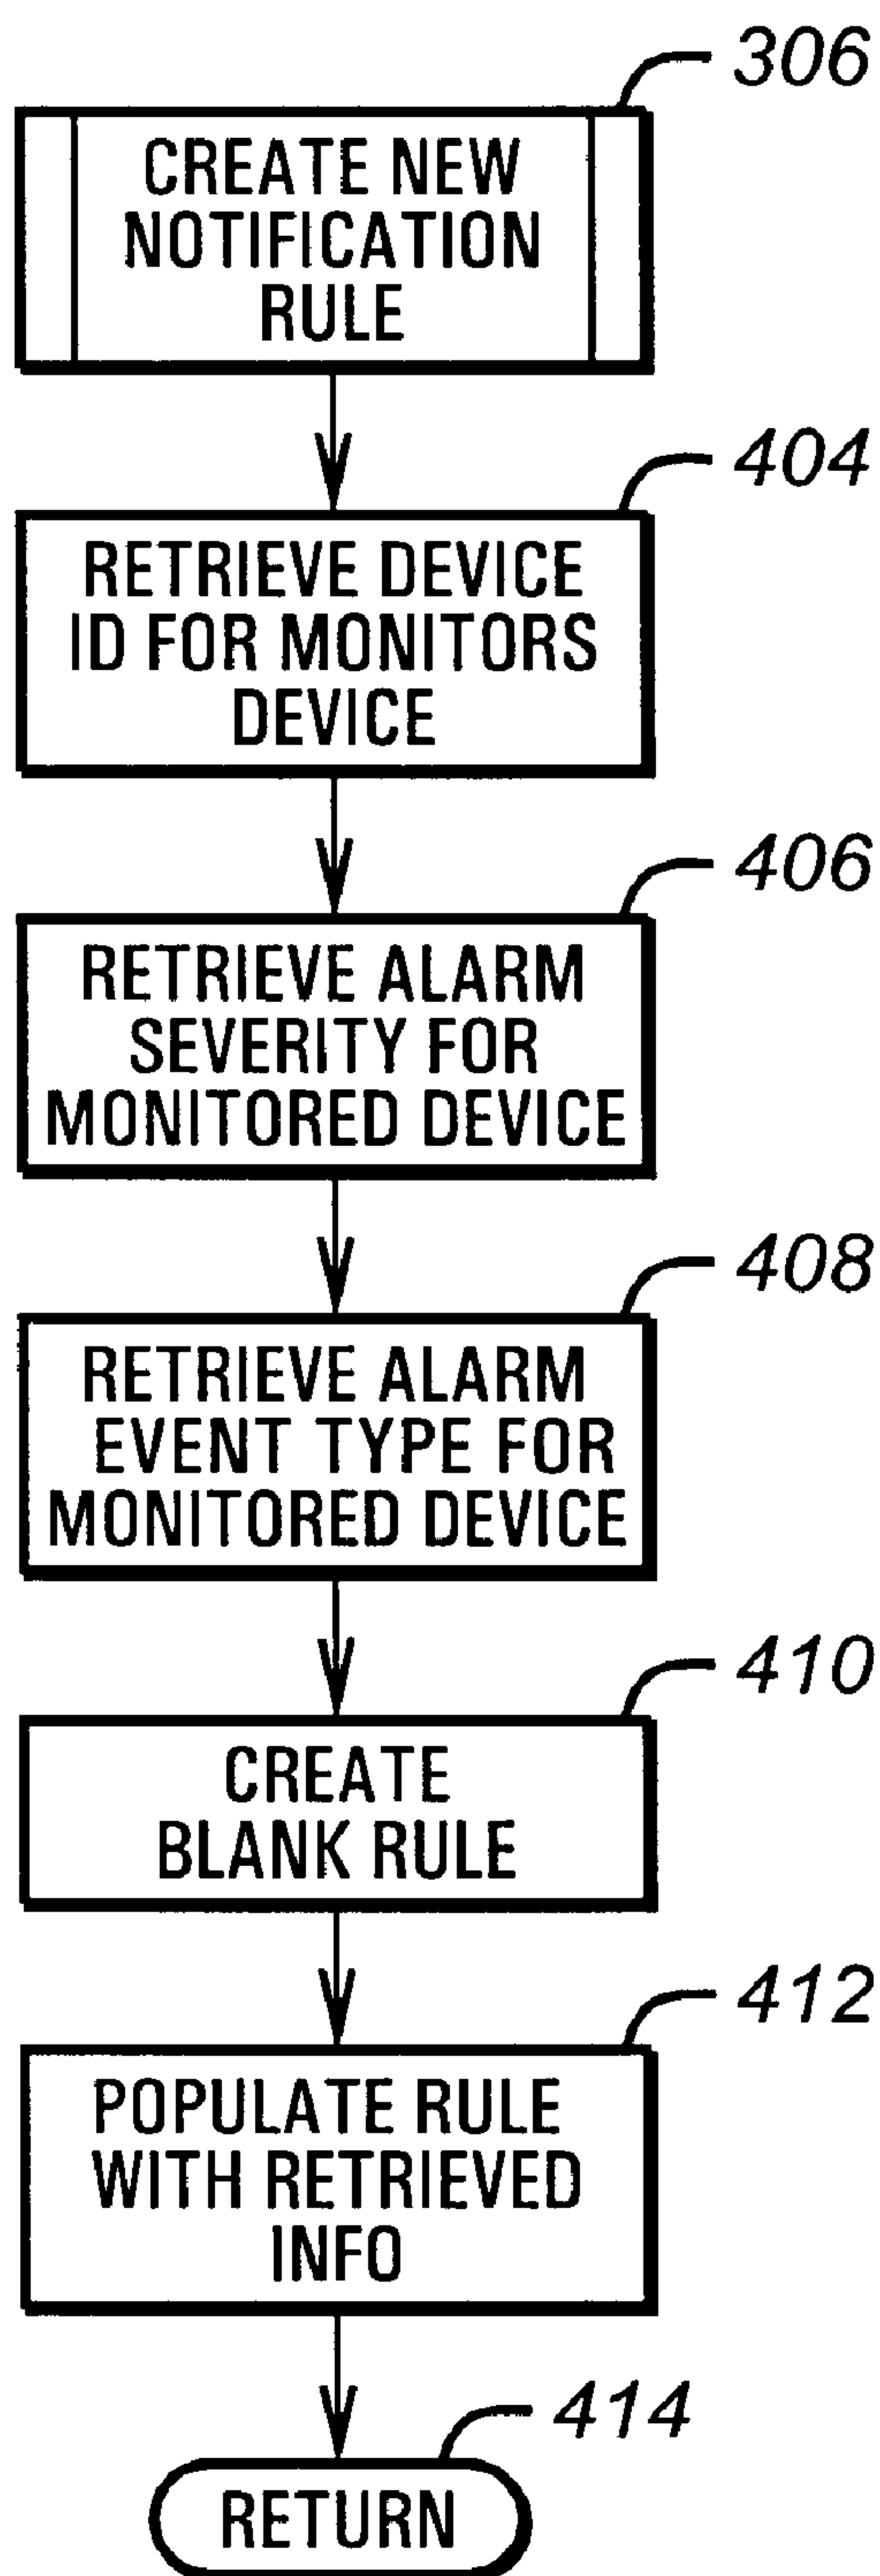 306
CREATE NEW
NOTIFICATION
RULE
404
RETRIEVE DEVICE
ID FOR MONITORS
DEVICE
406
RETRIEVE ALARM
SEVERITY FOR
MONITORED DEVICE
408
RETRIEVE ALARM
EVENT TYPE FOR
MONITORED DEVICE
410
CREATE
BLANK RULE
412
POPULATE RULE
WITH RETRIEVED
INFO
414
RETURN